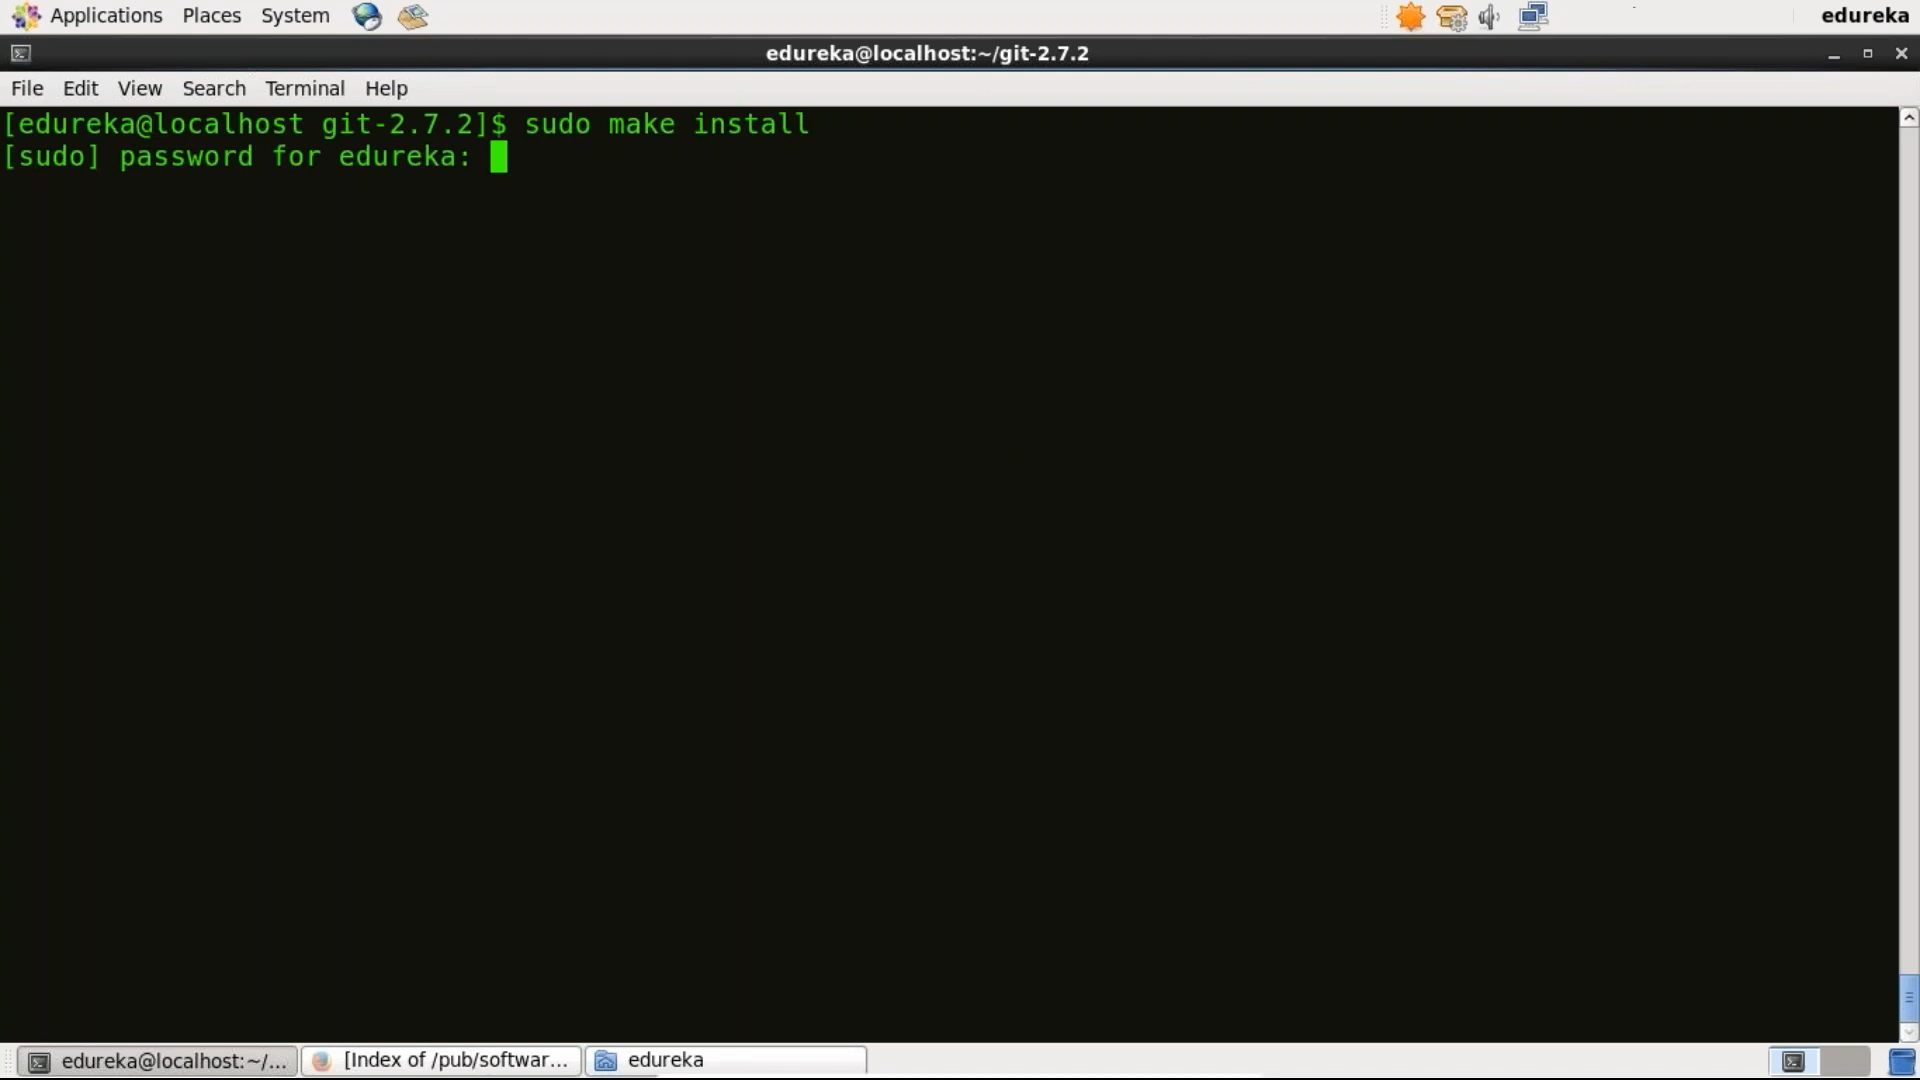 Applications Places System edureka
edureka@localhost:~/git-2.7.2
File Edit View Search Terminal Help
[edureka@localhost git-2.7.2]$ sudo make install
[sudo] password for edureka:
edureka@localhost:~/... [Index of /pub/softwar... edureka